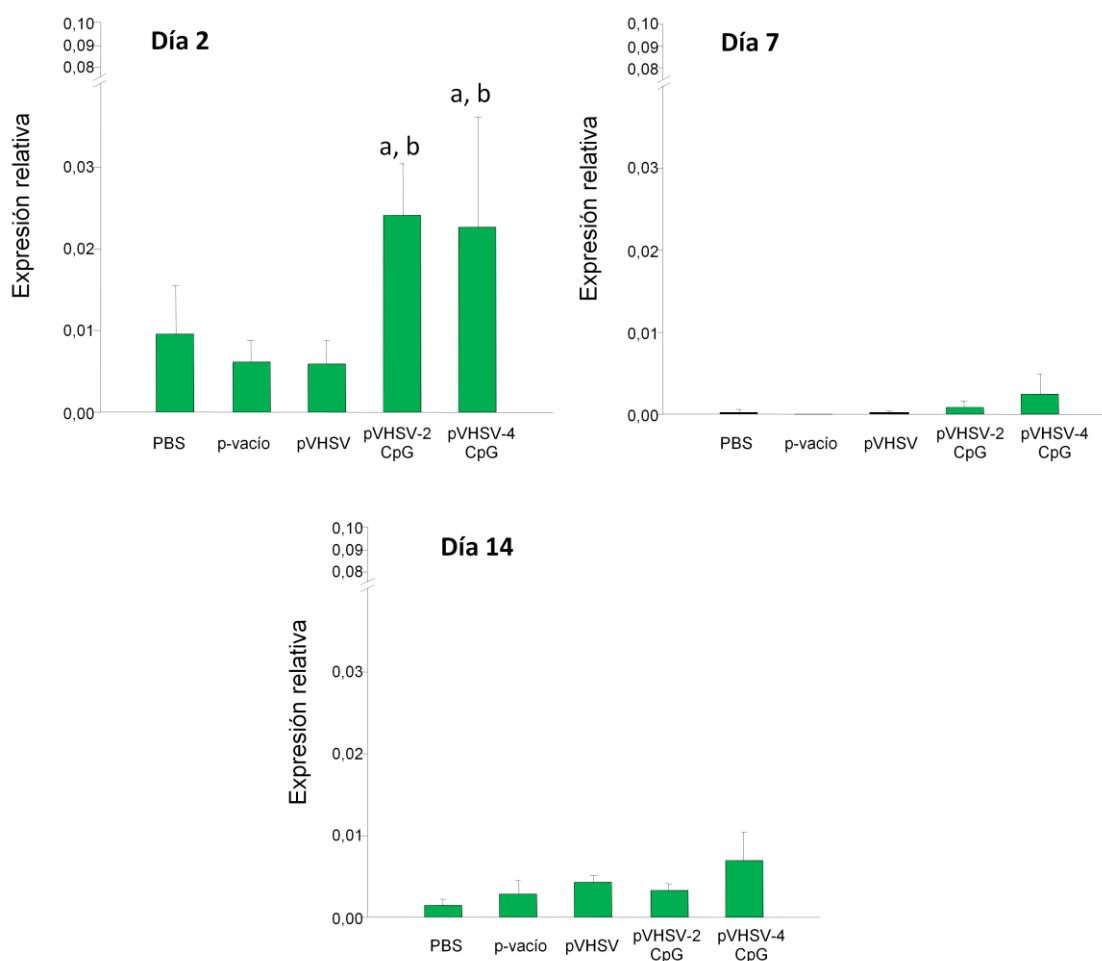 Día 2
0,10
0,09
0,08
0,03
0,02
0,01
0,00
Expresión relativa
a, b
a, b
PBS
p-vacío
pVHSV
pVHSV-2
CpG
pVHSV-4
CpG
Día 7
0,10
0,09
0,08
0,03
0,02
0,01
0,00
Expresión relativa
PBS
p-vacío
pVHSV
pVHSV-2
CpG
pVHSV-4
CpG
Día 14
0,10
0,09
0,08
0,03
0,02
0,01
0,00
Expresión relativa
PBS
p-vacío
pVHSV
pVHSV-2
CpG
pVHSV-4
CpG